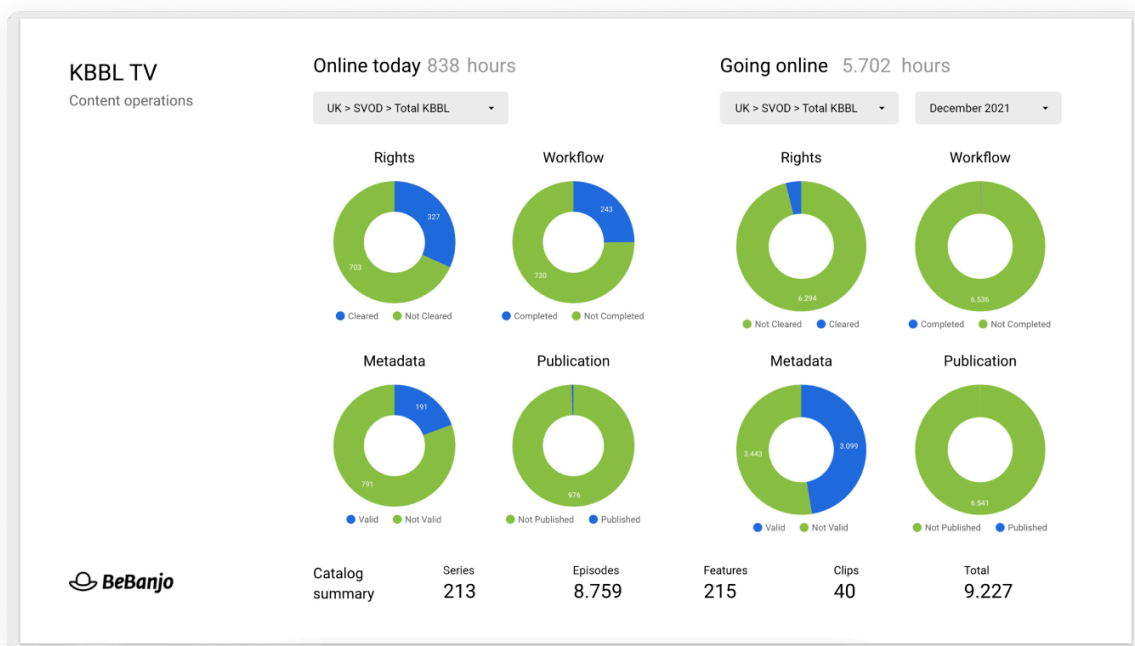 KBBL TV
Content operations
Online today 838 hours
UK > SVOD > Total KBBL
Rights
327
703
Cleared Not Cleared
Workflow
243
730
Completed Not Completed
Metadata
191
791
Valid Not Valid
Publication
976
Not Published Published
Going online 5.702 hours
UK > SVOD > Total KBBL
December 2021
Rights
6.294
Not Cleared Cleared
Workflow
6.536
Completed Not Completed
Metadata
3.099
3.443
Valid Not Valid
Publication
6.541
Not Published Published
BeBanjo
Catalog
summary
Series
213
Episodes
8.759
Features
215
Clips
40
Total
9.227